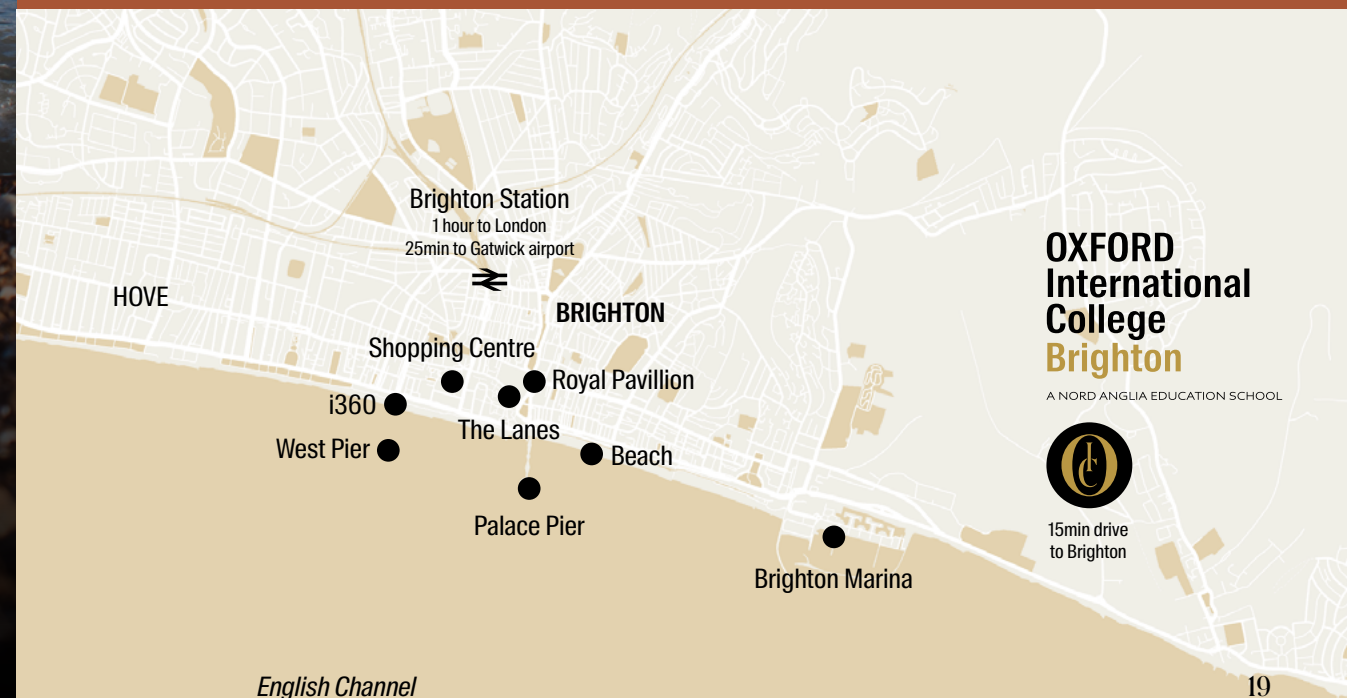 Brighton Station
1 hour to London
25min to Gatwick airport
HOVE
BRIGHTON
Shopping Centre
Royal Pavillion
i360
The Lanes
West Pier
Beach
Palace Pier
Brighton Marina
OXFORD
International
College
Brighton
A NORD ANGLIA EDUCATION SCHOOL
OIC
15min drive
to Brighton
English Channel
19